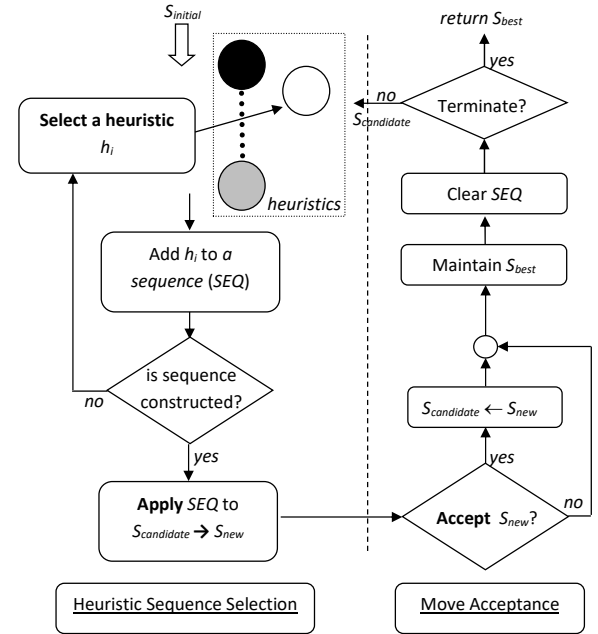 S_initial
Select a heuristic
h_i
heuristics
Add h_i to a
sequence (SEQ)
is sequence
constructed?
no
yes
Apply SEQ to
S_candidate → S_new
Heuristic Sequence Selection
return S_best
yes
no
Terminate?
S_candidate
Clear SEQ
Maintain S_best
S_candidate ← S_new
yes
no
Accept S_new?
Move Acceptance